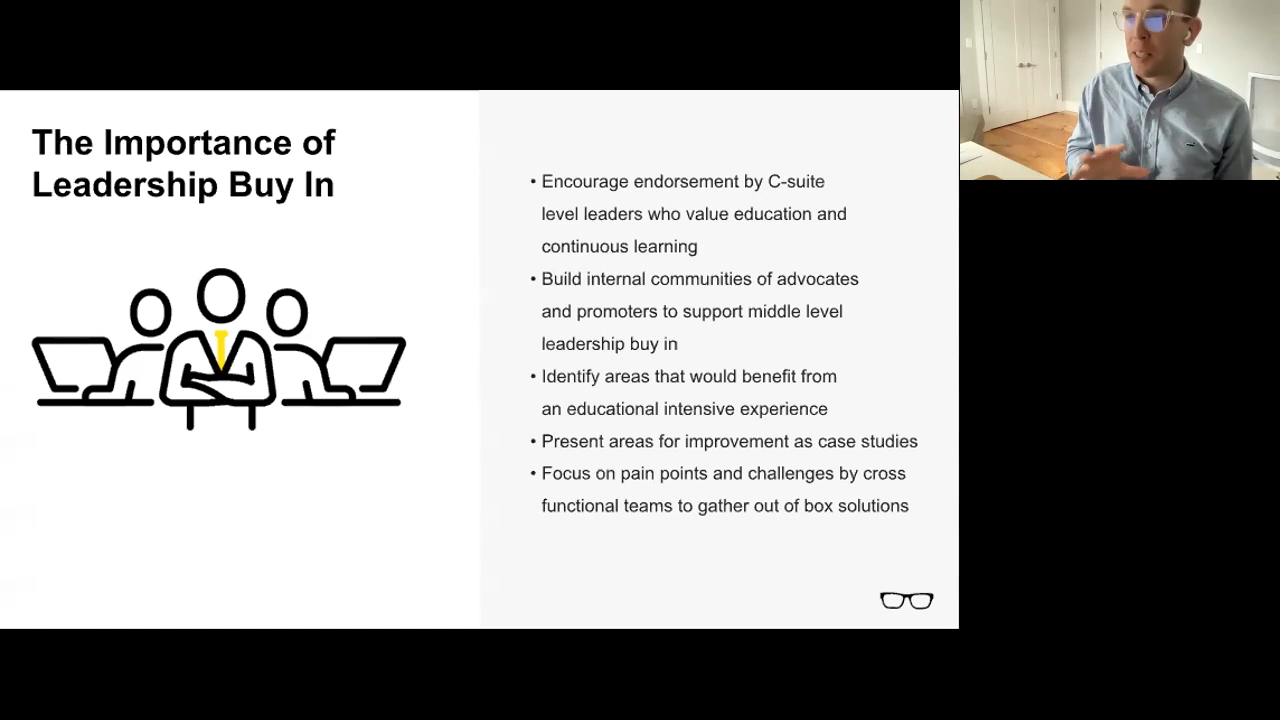 The Importance of
Leadership Buy In
• Encourage endorsement by C-suite
level leaders who value education and
continuous learning
• Build internal communities of advocates
and promoters to support middle level
leadership buy in
• Identify areas that would benefit from
an educational intensive experience
• Present areas for improvement as case studies
• Focus on pain points and challenges by cross
functional teams to gather out of box solutions